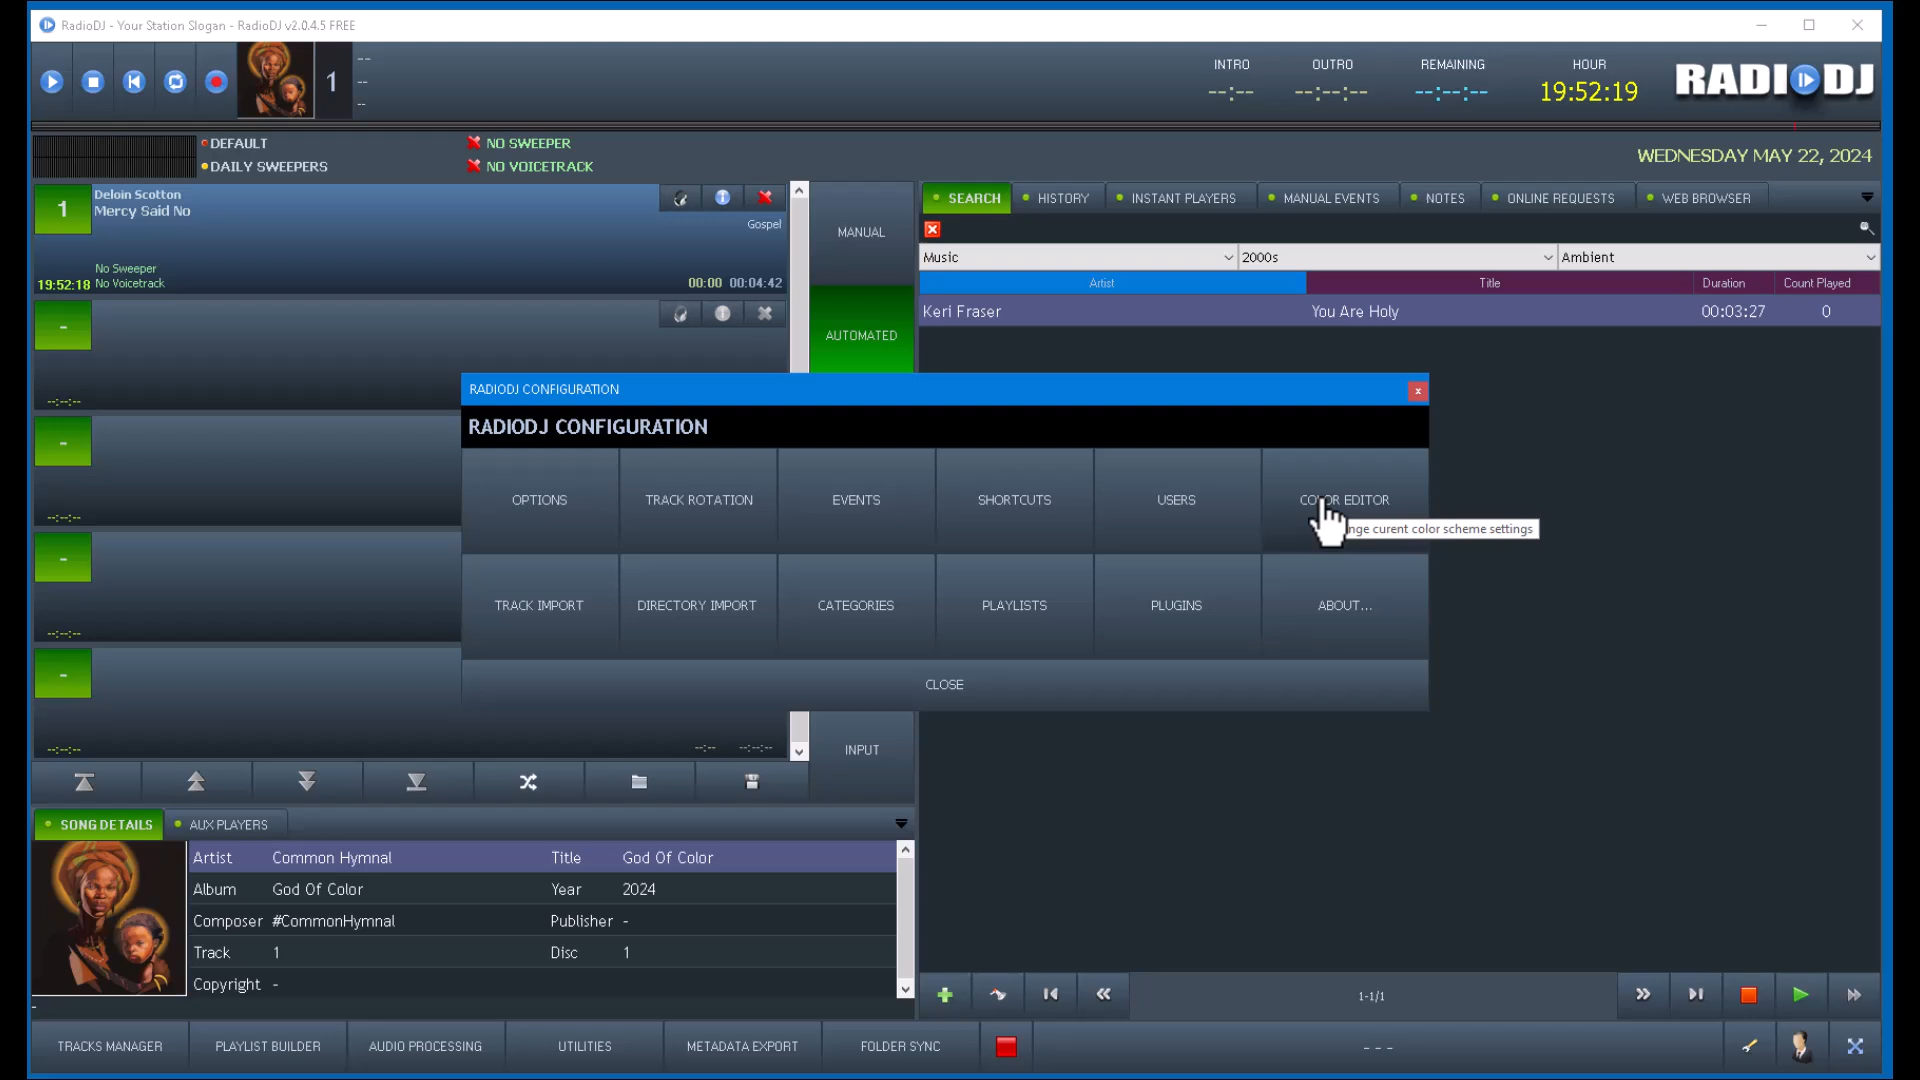 RadioDJ - Your Station Slogan - RadioDJ v2.0.4.5 FREE
1
--
--
--
INTRO
--:--
OUTRO
--:--:--
REMAINING
--:--:--
HOUR
19:52:19
RADIODJ
DEFAULT
DAILY SWEEPERS
NO SWEEPER
NO VOICETRACK
WEDNESDAY MAY 22, 2024
1
Deloin Scotton
Mercy Said No
Gospel
No Sweeper
19:52:18 No Voicetrack
00:00 00:04:42
-
--:--:--
-
--:--:--
-
--:--:--
-
--:--:--
--:-- --:--:--
MANUAL
AUTOMATED
INPUT
SEARCH
HISTORY
INSTANT PLAYERS
MANUAL EVENTS
NOTES
ONLINE REQUESTS
WEB BROWSER
Music
2000s
Ambient
Artist Title Duration Count Played
Keri Fraser You Are Holy 00:03:27 0
RADIODJ CONFIGURATION
x
RADIODJ CONFIGURATION
OPTIONS
TRACK ROTATION
EVENTS
SHORTCUTS
USERS
COLOR EDITOR
curent color scheme settings
TRACK IMPORT
DIRECTORY IMPORT
CATEGORIES
PLAYLISTS
PLUGINS
ABOUT...
CLOSE
SONG DETAILS
AUX PLAYERS
Artist Common Hymnal Title God Of Color
Album God Of Color Year 2024
Composer #CommonHymnal Publisher -
Track 1 Disc 1
Copyright -
-
1-1/1
TRACKS MANAGER
PLAYLIST BUILDER
AUDIO PROCESSING
UTILITIES
METADATA EXPORT
FOLDER SYNC
- - -